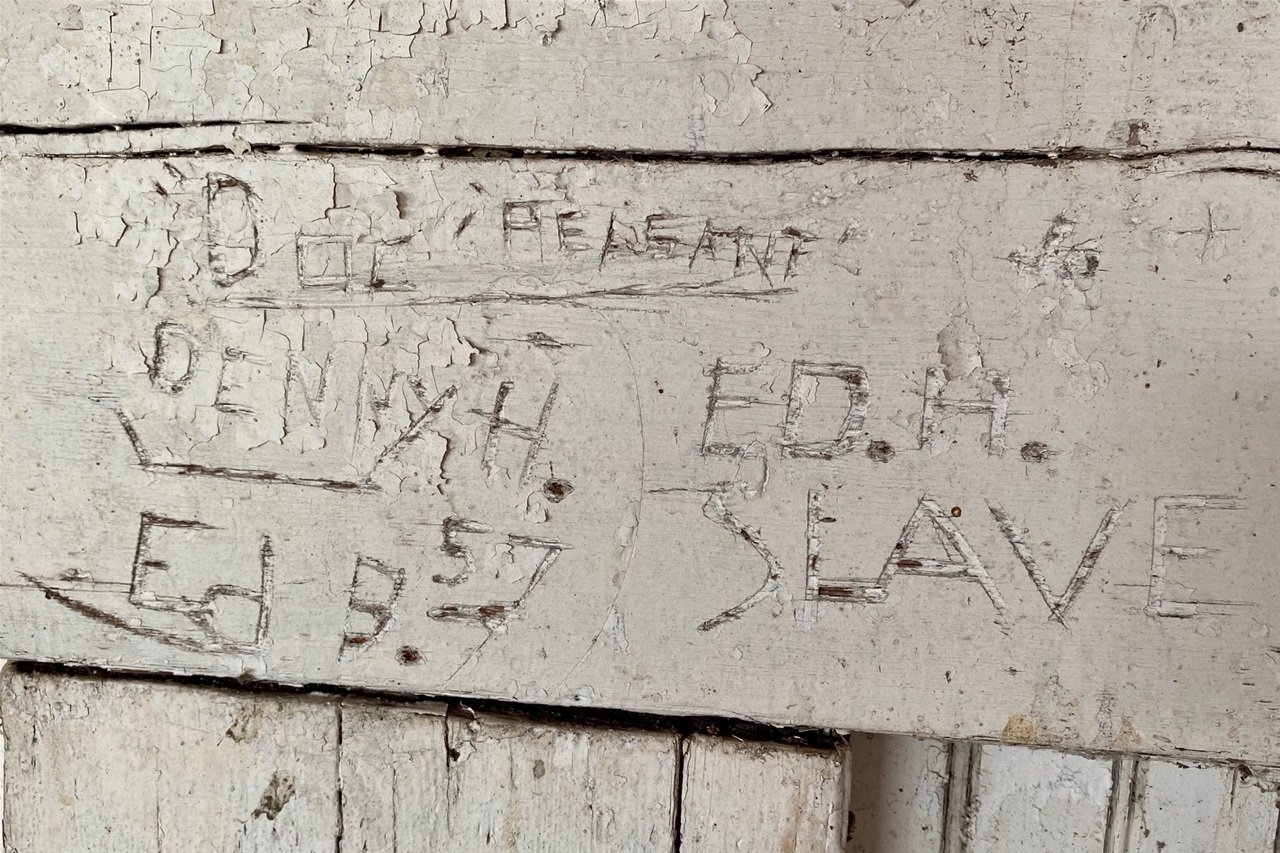 DOC "PEASANT"
DENNY H.
Ed B. 57
ED. H.
SLAVE